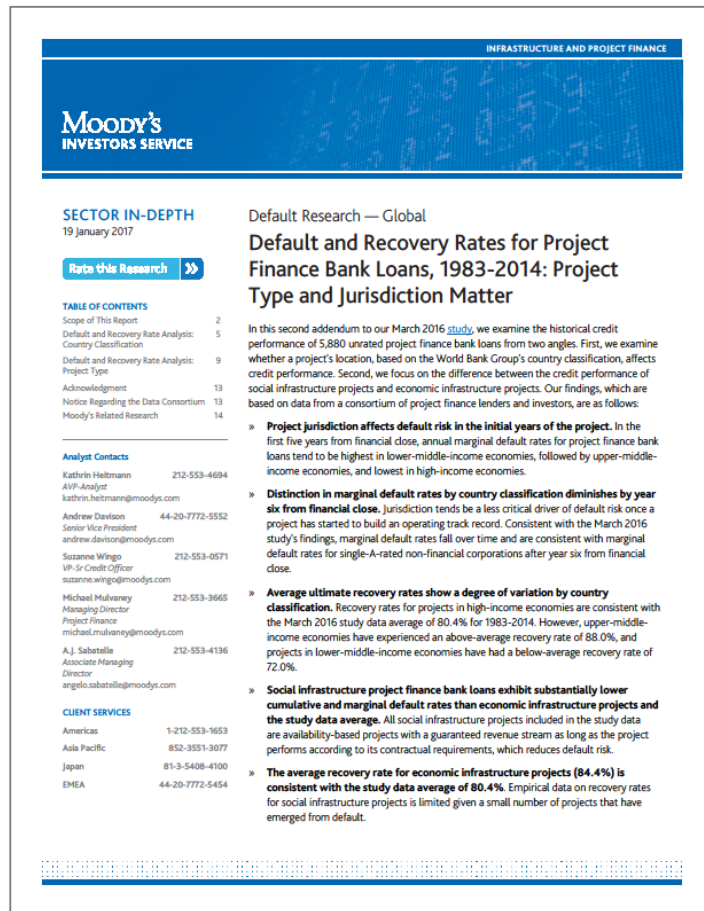 INFRASTRUCTURE AND PROJECT FINANCE
MOODY'S
INVESTORS SERVICE
SECTOR IN-DEPTH
19 January 2017
Rate this Research
TABLE OF CONTENTS
Scope of This Report 2
Default and Recovery Rate Analysis: 5
Country Classification
Default and Recovery Rate Analysis: 9
Project Type
Acknowledgment 13
Notice Regarding the Data Consortium 13
Moody's Related Research 14
Analyst Contacts
Kathrin Heitmann 212-553-4694
AVP-Analyst
kathrin.heitmann@moodys.com
Andrew Davison 44-20-7772-5552
Senior Vice President
andrew.davison@moodys.com
Suzanne Wingo 212-553-0571
VP-Sr Credit Officer
suzanne.wingo@moodys.com
Michael Mulvaney 212-553-3665
Managing Director
Project Finance
michael.mulvaney@moodys.com
A.J. Sabatelle 212-553-4136
Associate Managing
Director
angelo.sabatelle@moodys.com
CLIENT SERVICES
Americas 1-212-553-1653
Asia Pacific 852-3551-3077
Japan 81-3-5408-4100
EMEA 44-20-7772-5454
Default Research — Global
Default and Recovery Rates for Project
Finance Bank Loans, 1983-2014: Project
Type and Jurisdiction Matter
In this second addendum to our March 2016 study, we examine the historical credit
performance of 5,880 unrated project finance bank loans from two angles. First, we examine
whether a project's location, based on the World Bank Group's country classification, affects
credit performance. Second, we focus on the difference between the credit performance of
social infrastructure projects and economic infrastructure projects. Our findings, which are
based on data from a consortium of project finance lenders and investors, are as follows:
» Project jurisdiction affects default risk in the initial years of the project. In the
first five years from financial close, annual marginal default rates for project finance bank
loans tend to be highest in lower-middle-income economies, followed by upper-middle-
income economies, and lowest in high-income economies.
» Distinction in marginal default rates by country classification diminishes by year
six from financial close. Jurisdiction tends be a less critical driver of default risk once a
project has started to build an operating track record. Consistent with the March 2016
study's findings, marginal default rates fall over time and are consistent with marginal
default rates for single-A-rated non-financial corporations after year six from financial
close.
» Average ultimate recovery rates show a degree of variation by country
classification. Recovery rates for projects in high-income economies are consistent with
the March 2016 study data average of 80.4% for 1983-2014. However, upper-middle-
income economies have experienced an above-average recovery rate of 88.0%, and
projects in lower-middle-income economies have had a below-average recovery rate of
72.0%.
» Social infrastructure project finance bank loans exhibit substantially lower
cumulative and marginal default rates than economic infrastructure projects and
the study data average. All social infrastructure projects included in the study data
are availability-based projects with a guaranteed revenue stream as long as the project
performs according to its contractual requirements, which reduces default risk.
» The average recovery rate for economic infrastructure projects (84.4%) is
consistent with the study data average of 80.4%. Empirical data on recovery rates
for social infrastructure projects is limited given a small number of projects that have
emerged from default.